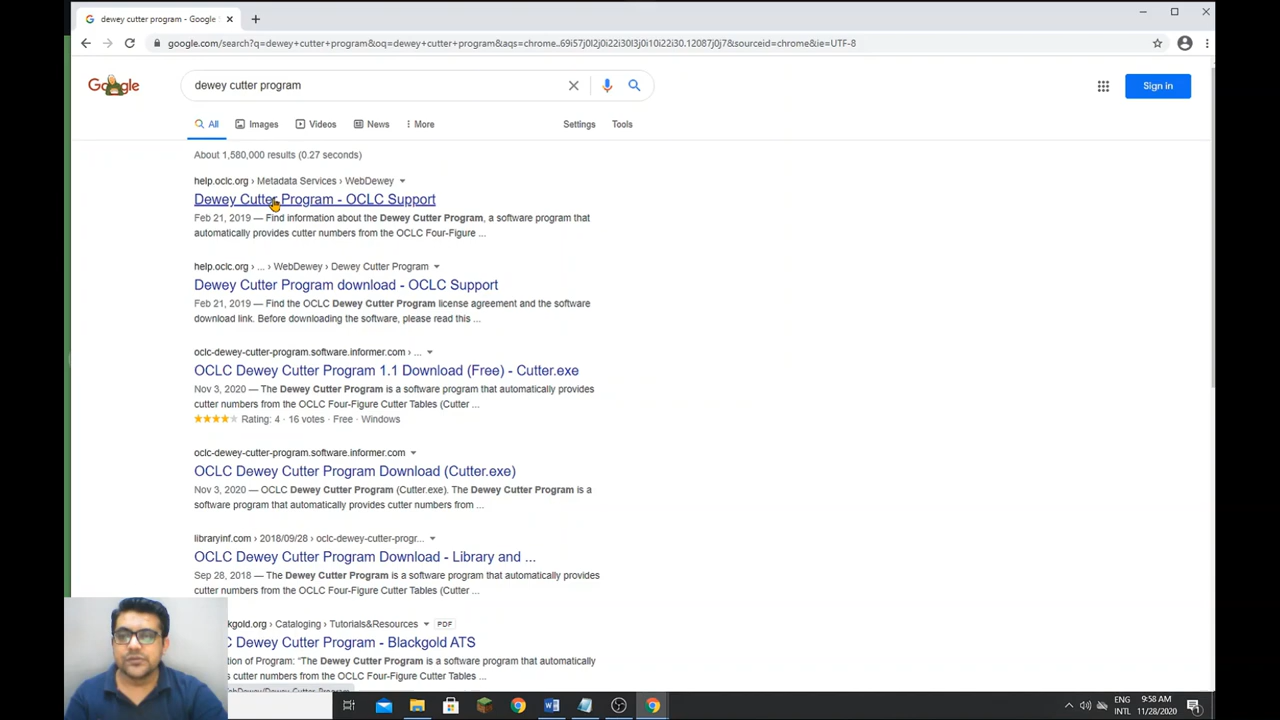 dewey cutter program - Google
google.com/search?q=dewey+cutter+program&oq=dewey+cutter+program&aqs=chrome..69i57j0l2j0i22i30l3j0i10i22i30.12087j0j7&sourceid=chrome&ie=UTF-8
Google
dewey cutter program
Sign in
All Images Videos News More Settings Tools
About 1,580,000 results (0.27 seconds)
help.oclc.org › Metadata Services › WebDewey
Dewey Cutter Program - OCLC Support
Feb 21, 2019 — Find information about the Dewey Cutter Program, a software program that
automatically provides cutter numbers from the OCLC Four-Figure ...
help.oclc.org › ... › WebDewey › Dewey Cutter Program
Dewey Cutter Program download - OCLC Support
Feb 21, 2019 — Find the OCLC Dewey Cutter Program license agreement and the software
download link. Before downloading the software, please read this ...
oclc-dewey-cutter-program.software.informer.com › ...
OCLC Dewey Cutter Program 1.1 Download (Free) - Cutter.exe
Nov 3, 2020 — The Dewey Cutter Program is a software program that automatically provides
cutter numbers from the OCLC Four-Figure Cutter Tables (Cutter ...
Rating: 4 · 16 votes · Free · Windows
oclc-dewey-cutter-program.software.informer.com
OCLC Dewey Cutter Program Download (Cutter.exe)
Nov 3, 2020 — OCLC Dewey Cutter Program (Cutter.exe). The Dewey Cutter Program is a
software program that automatically provides cutter numbers from ...
libraryinf.com › 2018/09/28 › oclc-dewey-cutter-progr...
OCLC Dewey Cutter Program Download - Library and ...
Sep 28, 2018 — The Dewey Cutter Program is a software program that automatically provides
cutter numbers from the OCLC Four-Figure Cutter Tables (Cutter ...
kgold.org › Cataloging › Tutorials&Resources PDF
C Dewey Cutter Program - Blackgold ATS
tion of Program: “The Dewey Cutter Program is a software program that automatically
cutter numbers from the OCLC Four-Figure Cutter Tables
ebDewey/Dewey_Cutter_Program
ENG 9:58 AM
INTL 11/28/2020